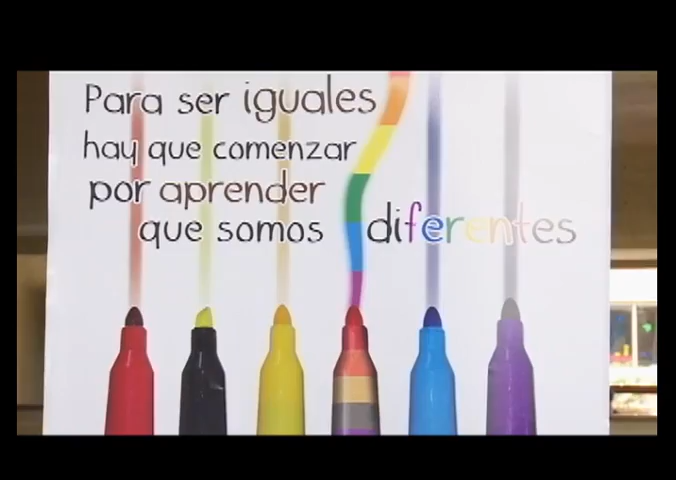 Para ser iguales
hay que comenzar
por aprender
que somos diferentes